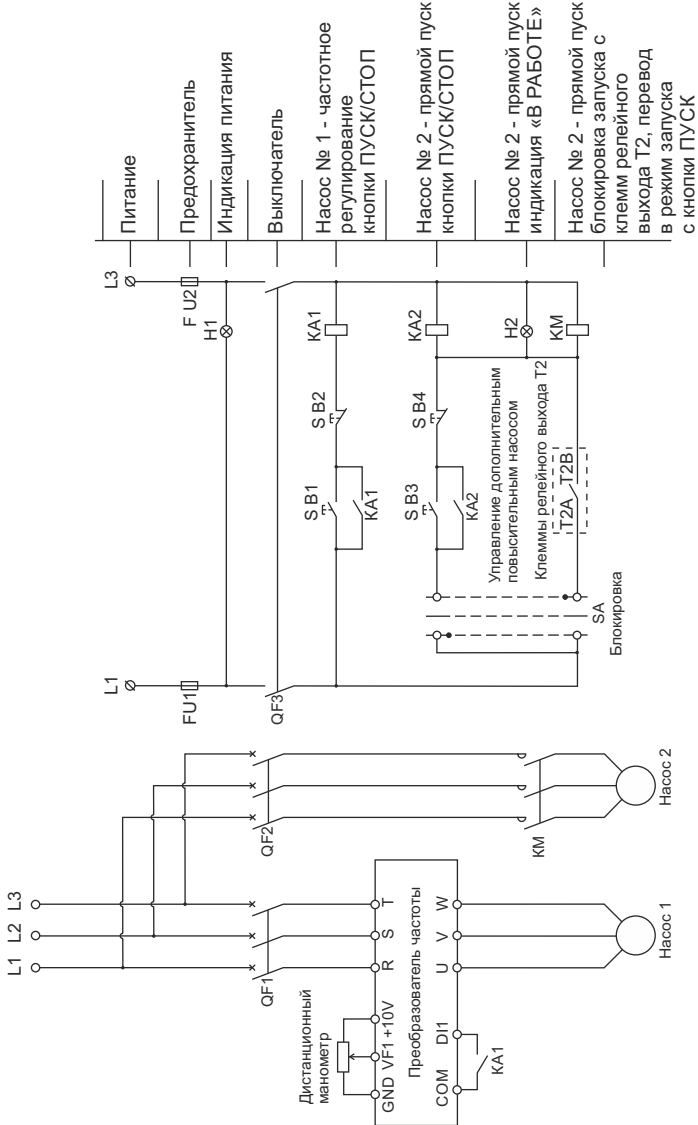 L1
L2
L3
QF1
QF2
Дистанционный
манометр
GND
VF1
+10V
R
S
T
Преобразователь частоты
COM
DI1
U
V
W
KA1
KM
Насос 1
Насос 2
L1
L3
FU1
F U2
H1
QF3
S B1
S B2
KA1
KA1
S B3
S B4
KA2
KA2
Управление дополнительным
повысительным насосом
H2
Клеммы релейного выхода Т2
T2A
T2B
KM
SA
Блокировка
Питание
Предохранитель
Индикация питания
Выключатель
Насос № 1 - частотное
регулирование
кнопки ПУСК/СТОП
Насос № 2 - прямой пуск
кнопки ПУСК/СТОП
Насос № 2 - прямой пуск
индикация «В РАБОТЕ»
Насос № 2 - прямой пуск
блокировка запуска с
клемм релейного
выхода Т2, перевод
в режим запуска
с кнопки ПУСК